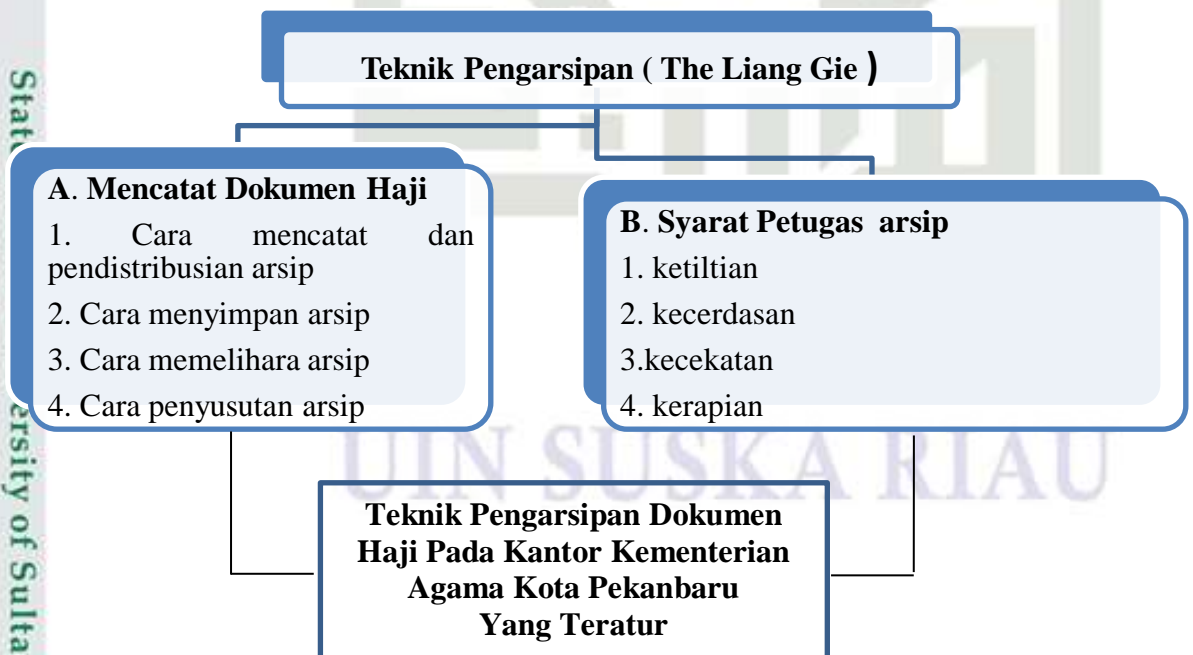 Teknik Pengarsipan ( The Liang Gie )
A. Mencatat Dokumen Haji
1. Cara mencatat dan
pendistribusian arsip
2. Cara menyimpan arsip
3. Cara memelihara arsip
4. Cara penyusutan arsip
B. Syarat Petugas arsip
1. ketiltian
2. kecerdasan
3.kecekatan
4. kerapian
UIN SUSKA RIAU
Teknik Pengarsipan Dokumen
Haji Pada Kantor Kementerian
Agama Kota Pekanbaru
Yang Teratur
of